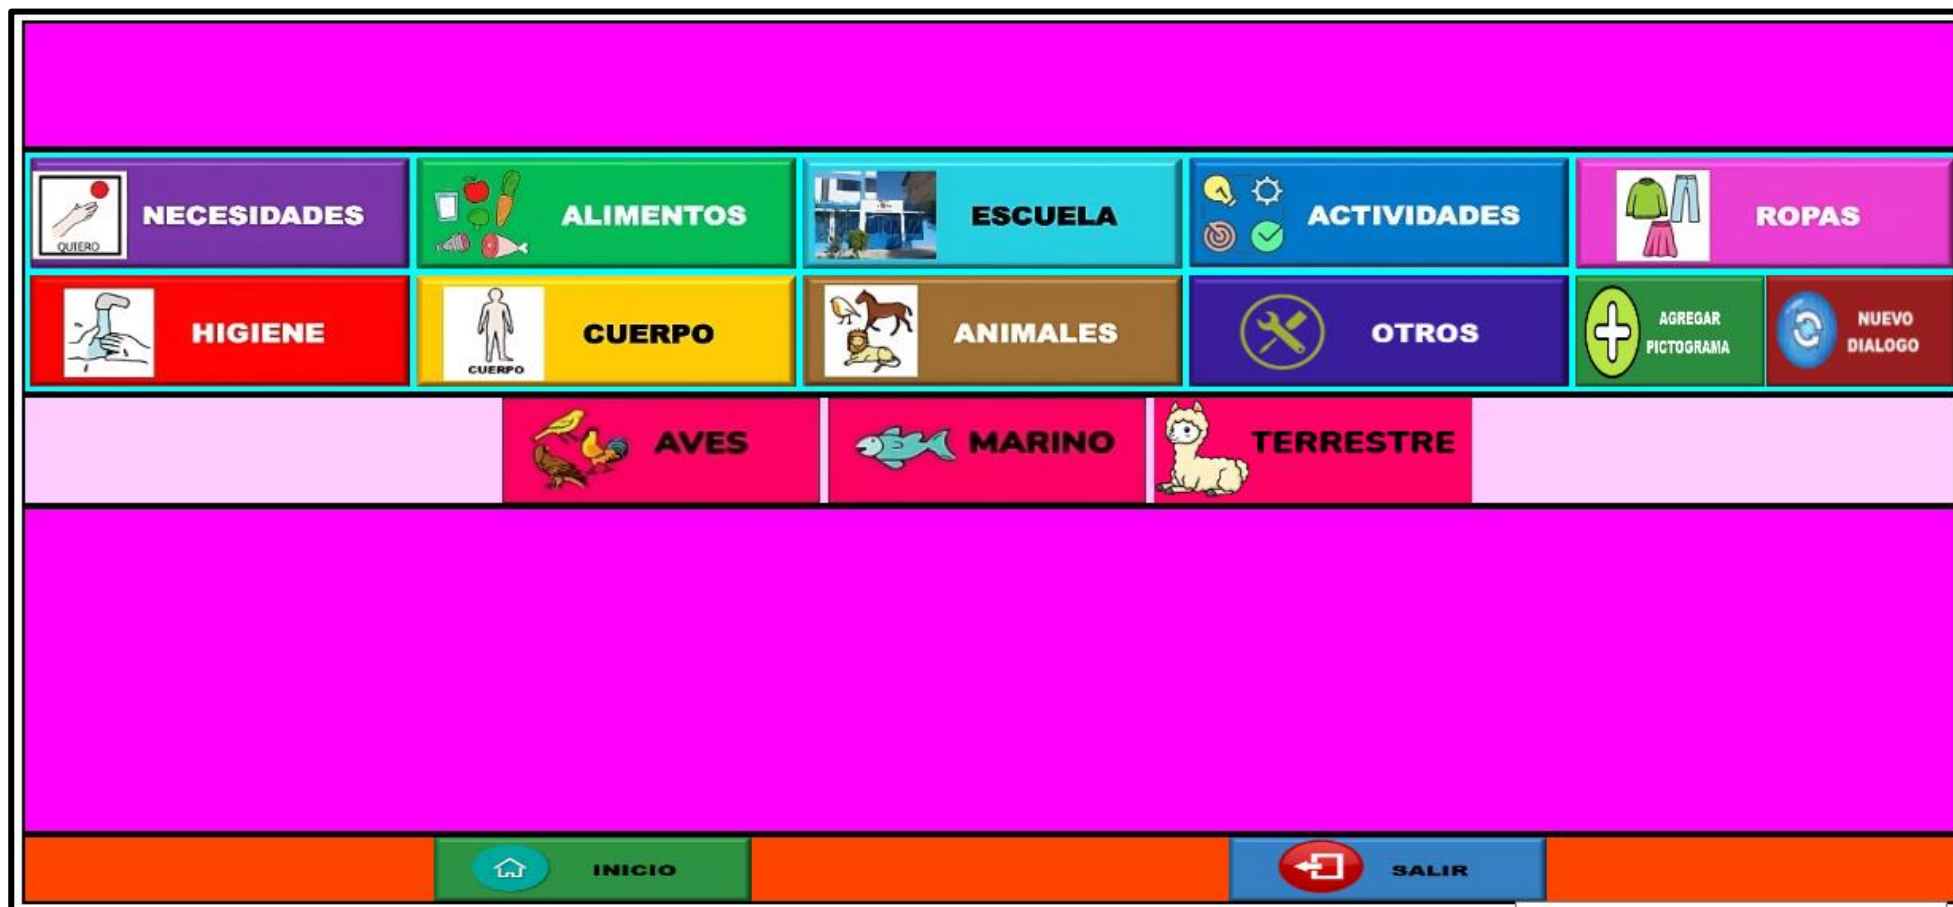 QUIERO
NECESIDADES
ALIMENTOS
ESCUELA
ACTIVIDADES
ROPAS
HIGIENE
CUERPO
CUERPO
ANIMALES
OTROS
AGREGAR
PICTOGRAMA
NUEVO
DIALOGO
AVES
MARINO
TERRESTRE
INICIO
SALIR